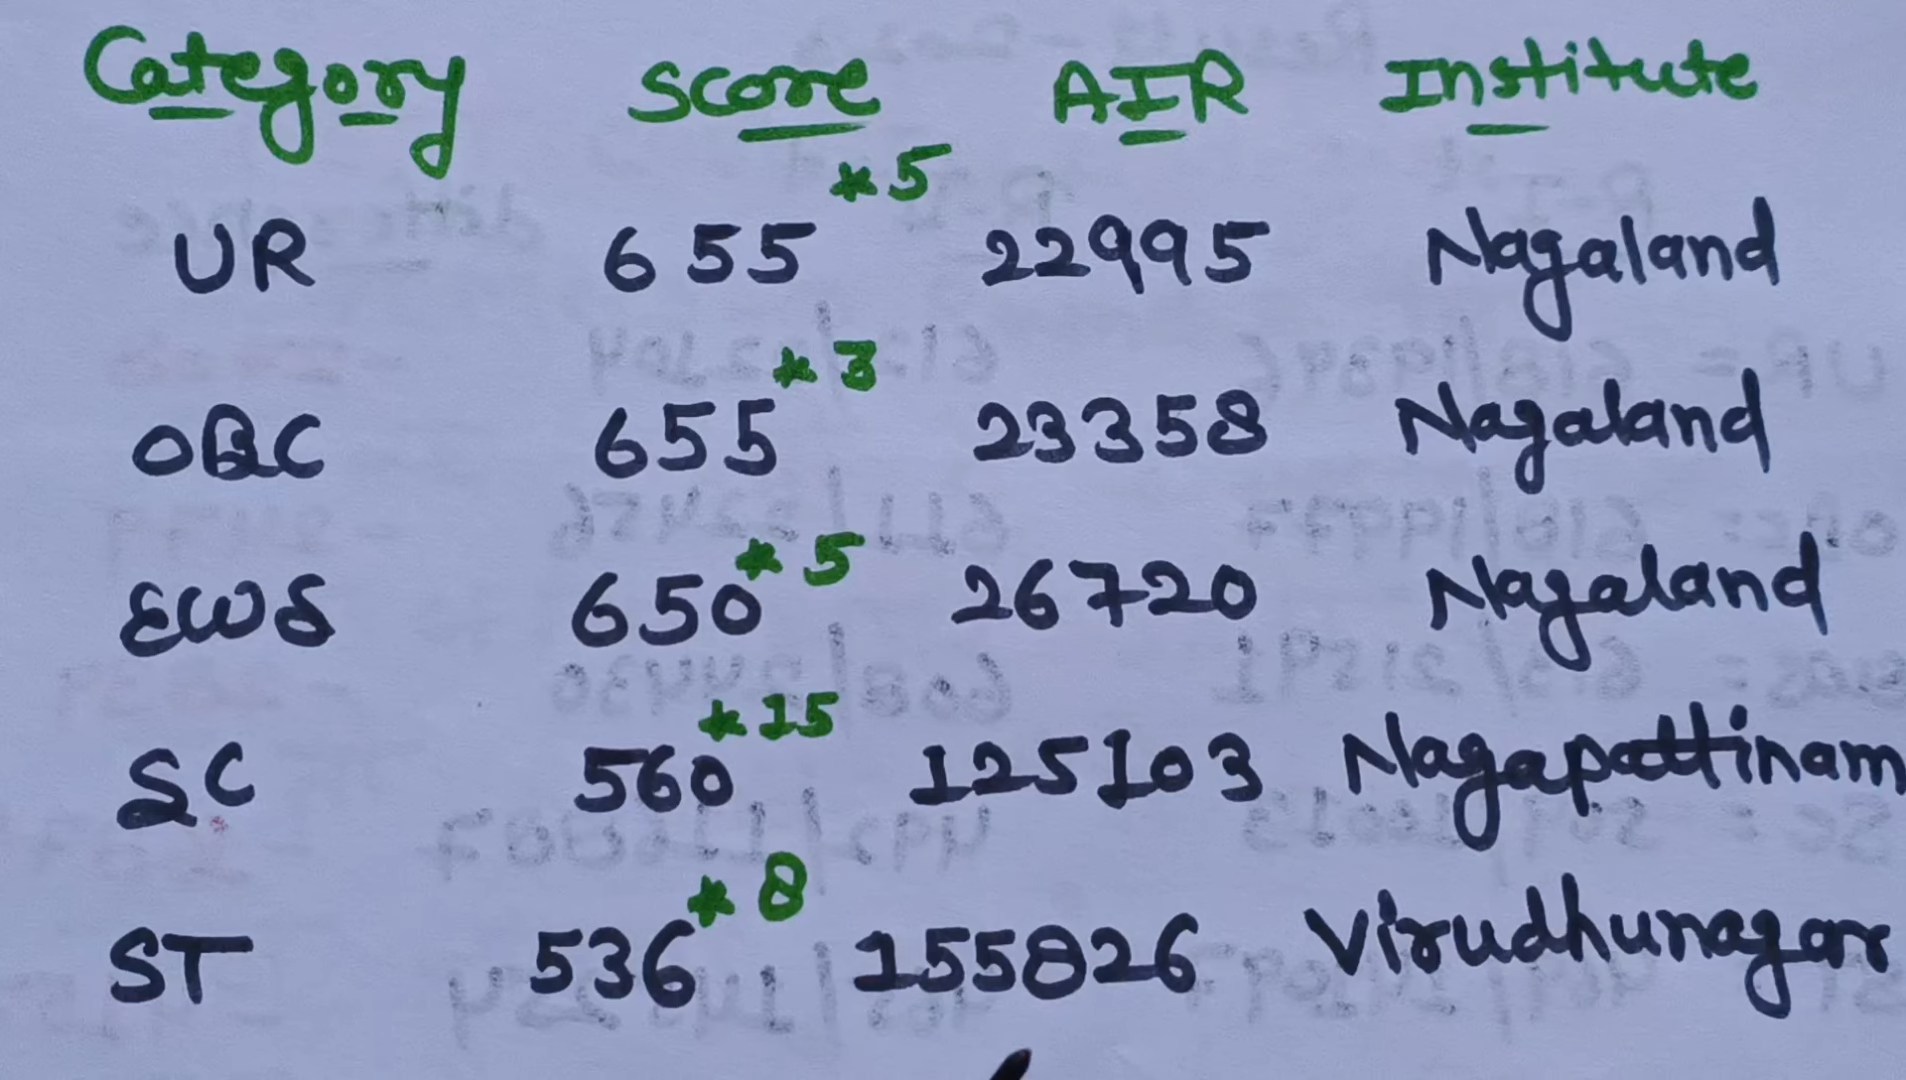 Category Score AIR Institute
*5
UR 655 22995 Nagaland
*3
OBC 655 23358 Nagaland
*5
EWS 650 26720 Nagaland
*15
SC 560 125103 Nagapattinam
*8
ST 536 155826 Virudhunagar